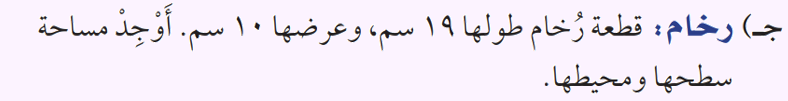 جـ) رخام: قطعة رُخام طولها ١٩ سم، وعرضها ١٠ سم. أَوْجِدْ مساحة
سطحها ومحيطها.